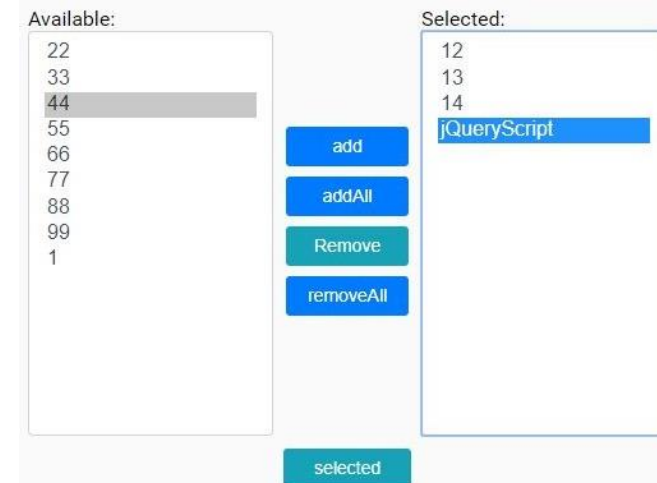 Available:
22
33
44
55
66
77
88
99
1
add
addAll
Remove
removeAll
Selected:
12
13
14
jQueryScript
selected